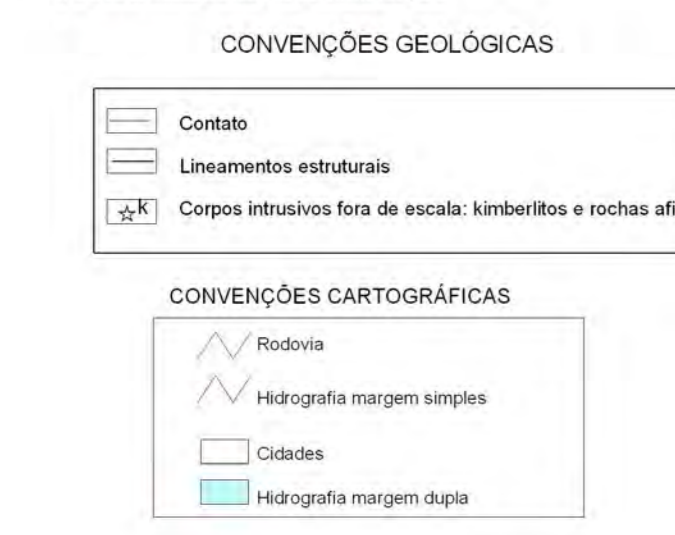 CONVENÇÕES GEOLÓGICAS
Contato
Lineamentos estruturais
k Corpos intrusivos fora de escala: kimberlitos e rochas
CONVENÇÕES CARTOGRÁFICAS
Rodovia
Hidrografia margem simples
Cidades
Hidrografia margem dupla